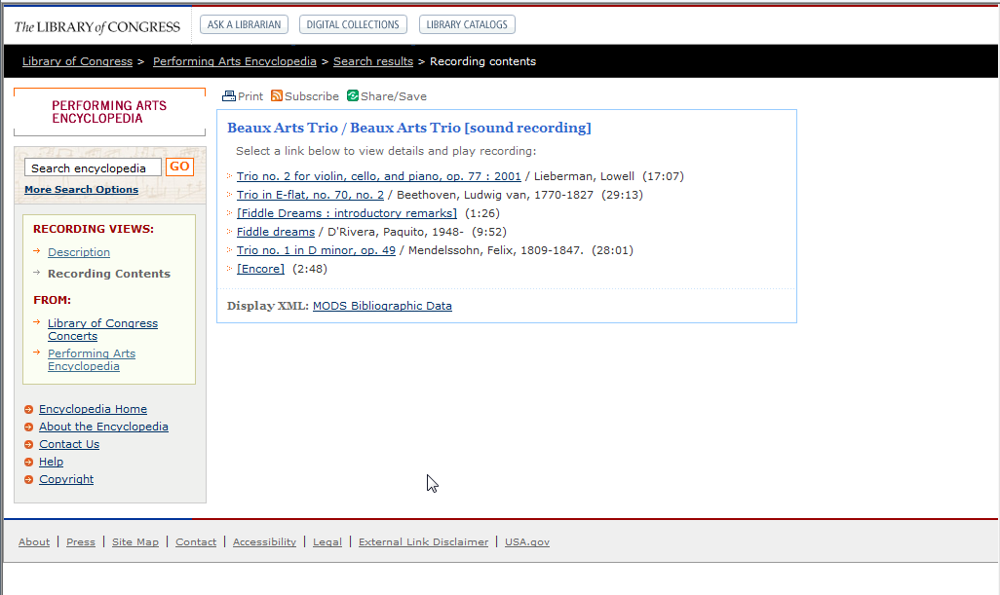 The LIBRARY of CONGRESS ASK A LIBRARIAN DIGITAL COLLECTIONS LIBRARY CATALOGS
Library of Congress > Performing Arts Encyclopedia > Search results > Recording contents
PERFORMING ARTS
ENCYCLOPEDIA
Search encyclopedia GO
More Search Options
RECORDING VIEWS:
Description
Recording Contents
FROM:
Library of Congress
Concerts
Performing Arts
Encyclopedia
Encyclopedia Home
About the Encyclopedia
Contact Us
Help
Copyright
Print Subscribe Share/Save
Beaux Arts Trio / Beaux Arts Trio [sound recording]
Select a link below to view details and play recording:
Trio no. 2 for violin, cello, and piano, op. 77 : 2001 / Lieberman, Lowell (17:07)
Trio in E-flat, no. 70, no. 2 / Beethoven, Ludwig van, 1770-1827 (29:13)
[Fiddle Dreams : introductory remarks] (1:26)
Fiddle dreams / D'Rivera, Paquito, 1948- (9:52)
Trio no. 1 in D minor, op. 49 / Mendelssohn, Felix, 1809-1847. (28:01)
[Encore] (2:48)
Display XML: MODS Bibliographic Data
About | Press | Site Map | Contact | Accessibility | Legal | External Link Disclaimer | USA.gov